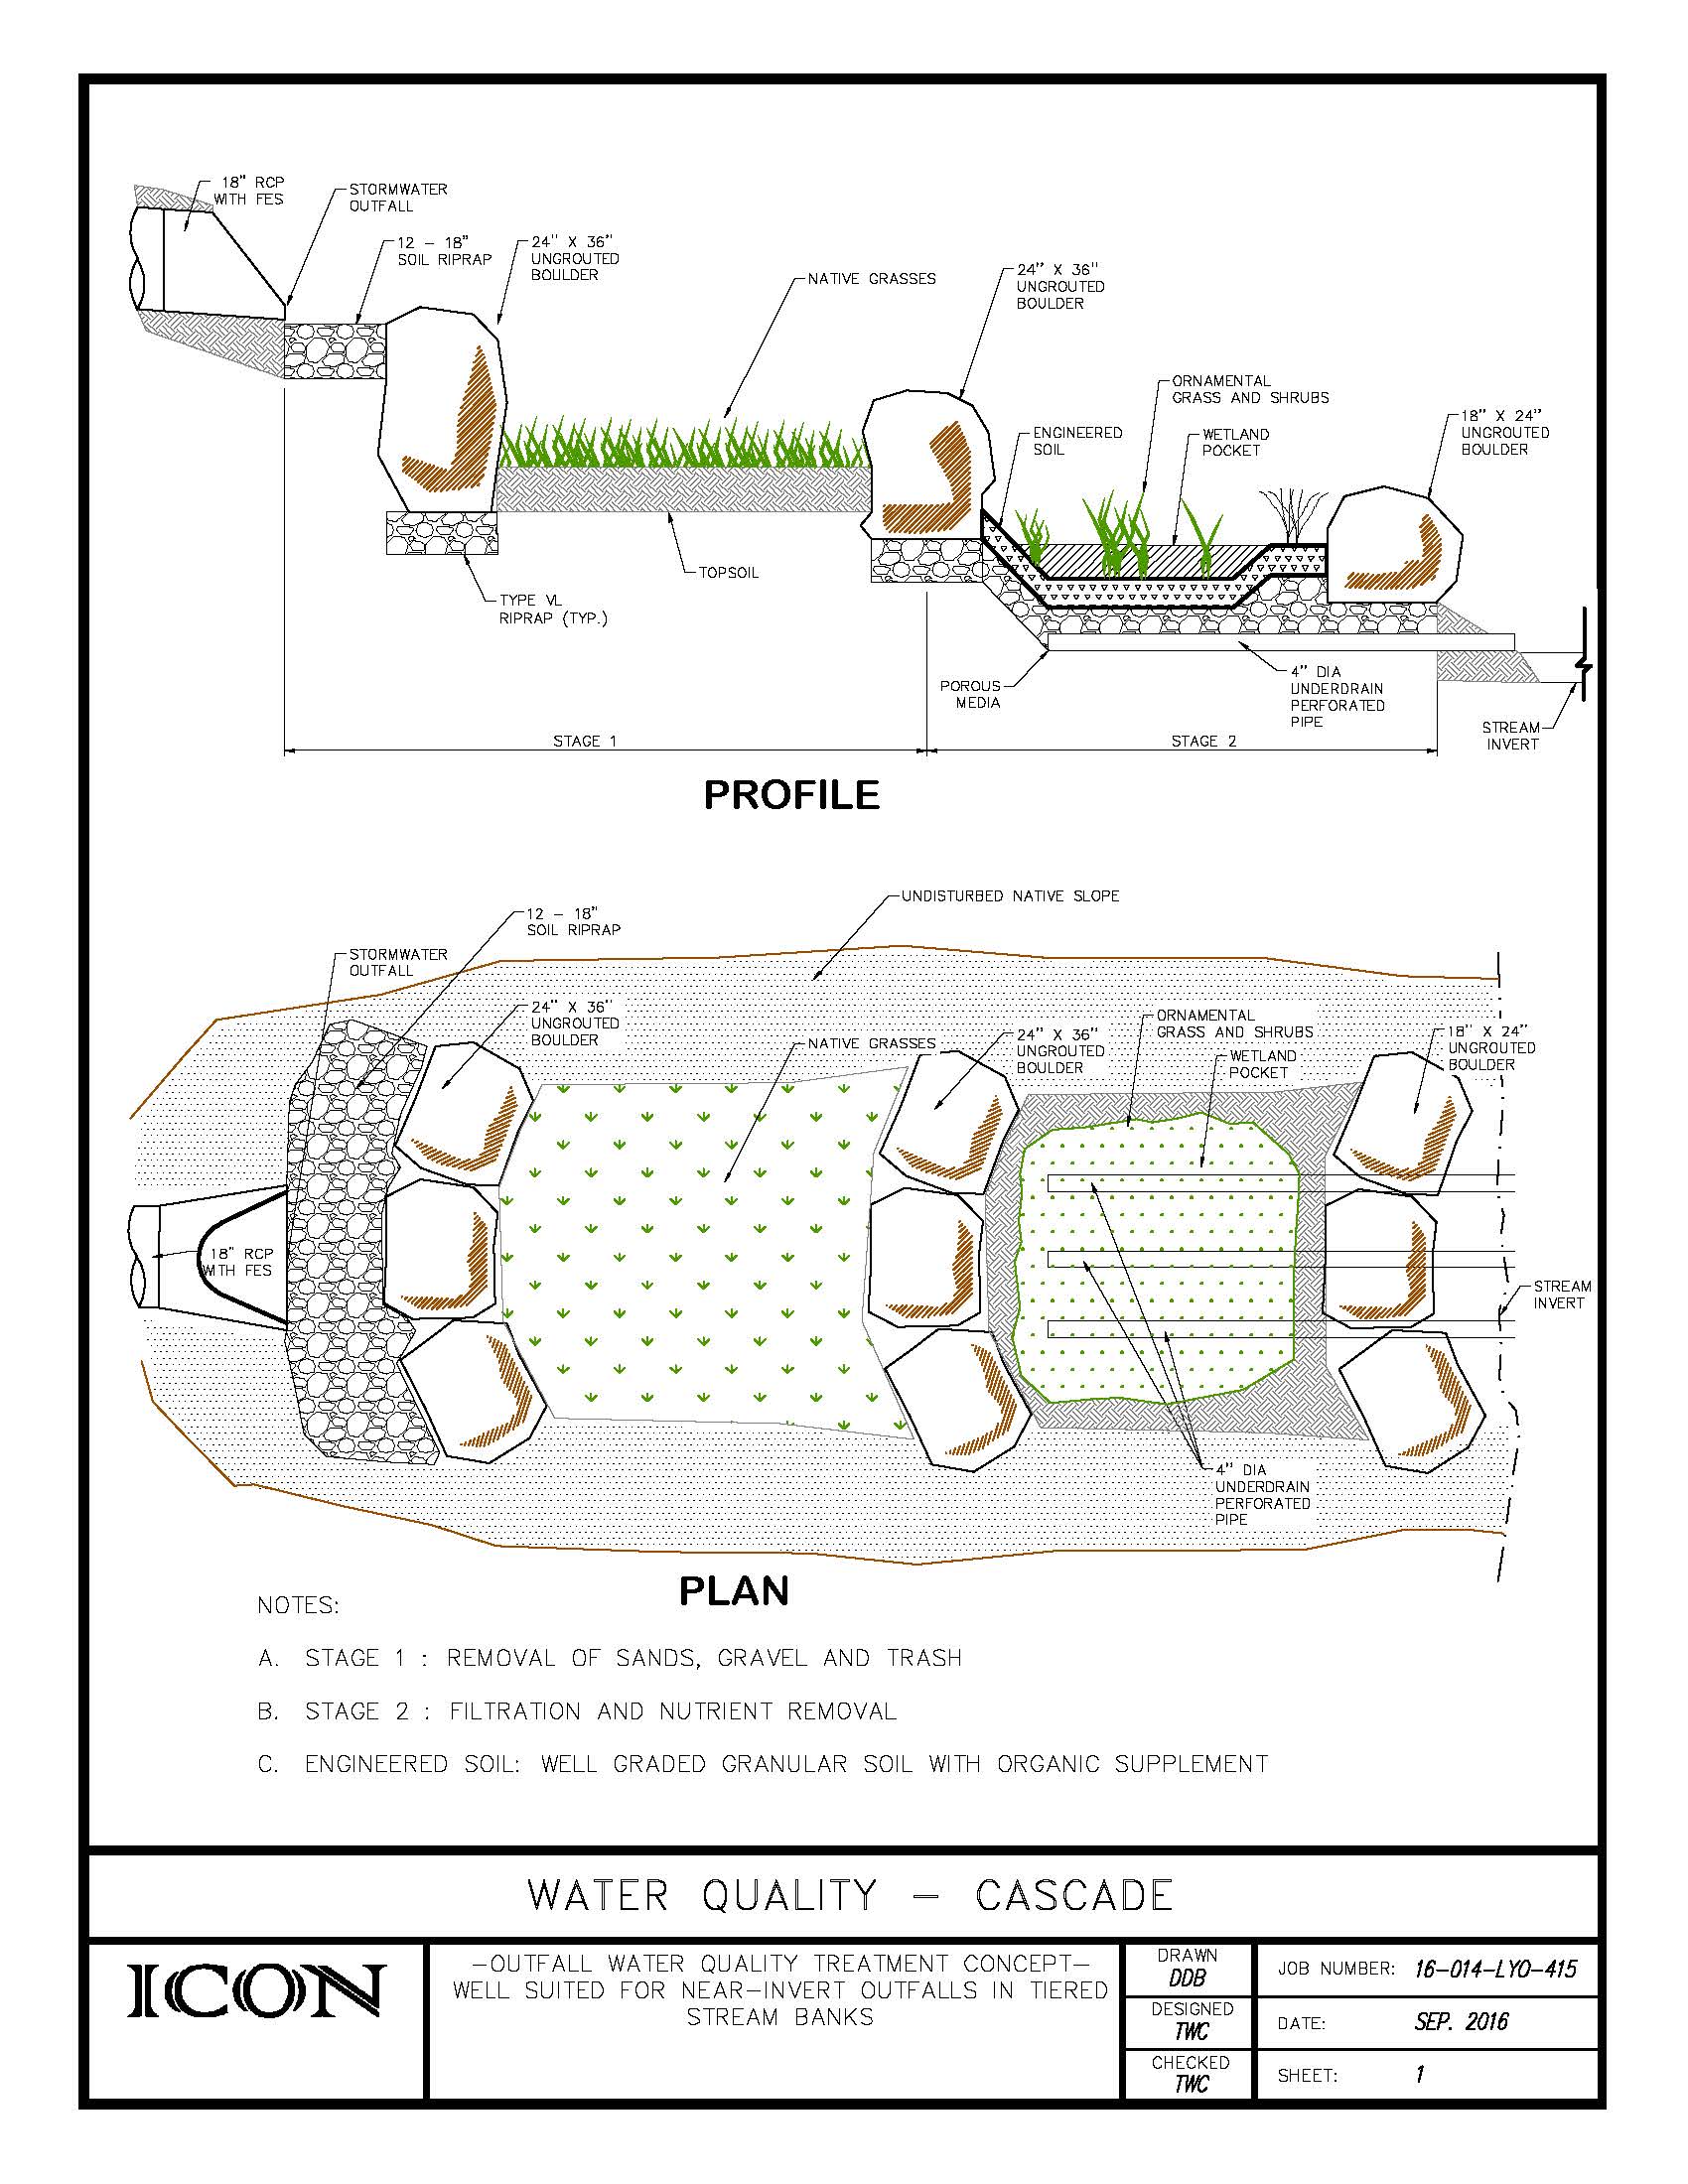 18" RCP
WITH FES
STORMWATER
OUTFALL
12 - 18"
SOIL RIPRAP
24" X 36"
UNGROUTED
BOULDER
NATIVE GRASSES
24" X 36"
UNGROUTED
BOULDER
ORNAMENTAL
GRASS AND SHRUBS
ENGINEERED
SOIL
WETLAND
POCKET
18" X 24"
UNGROUTED
BOULDER
TOPSOIL
TYPE VL
RIPRAP (TYP.)
POROUS
MEDIA
4" DIA
UNDERDRAIN
PERFORATED
PIPE
STREAM
INVERT
STAGE 1
STAGE 2
PROFILE
UNDISTURBED NATIVE SLOPE
12 - 18"
SOIL RIPRAP
STORMWATER
OUTFALL
24" X 36"
UNGROUTED
BOULDER
NATIVE GRASSES
24" X 36"
UNGROUTED
BOULDER
ORNAMENTAL
GRASS AND SHRUBS
WETLAND
POCKET
18" X 24"
UNGROUTED
BOULDER
18" RCP
WITH FES
STREAM
INVERT
4" DIA
UNDERDRAIN
PERFORATED
PIPE
PLAN
NOTES:
A. STAGE 1 : REMOVAL OF SANDS, GRAVEL AND TRASH
B. STAGE 2 : FILTRATION AND NUTRIENT REMOVAL
C. ENGINEERED SOIL: WELL GRADED GRANULAR SOIL WITH ORGANIC SUPPLEMENT
WATER QUALITY - CASCADE
ICON
-OUTFALL WATER QUALITY TREATMENT CONCEPT-
WELL SUITED FOR NEAR-INVERT OUTFALLS IN TIERED
STREAM BANKS
DRAWN
DDB
DESIGNED
TWC
CHECKED
TWC
JOB NUMBER: 16-014-LYO-415
DATE: SEP. 2016
SHEET: 1